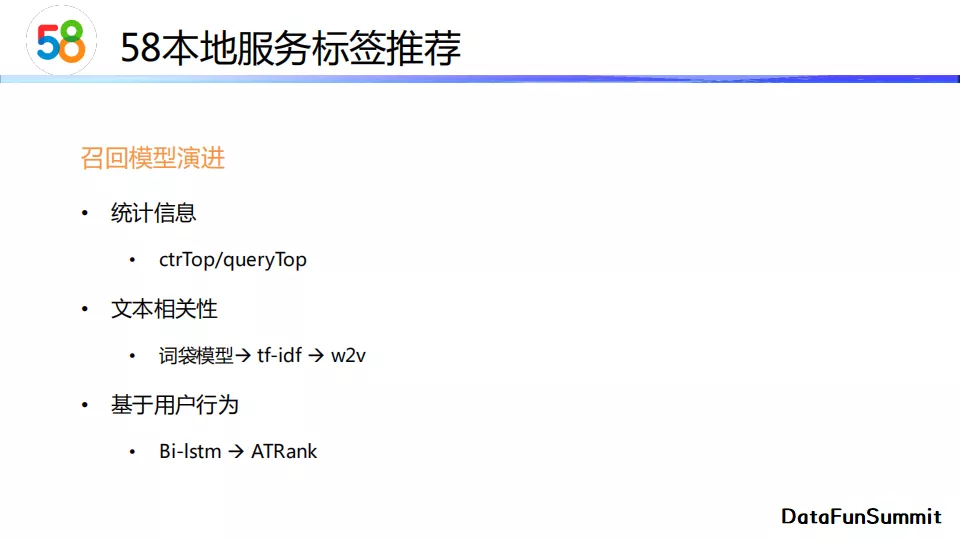 58
58本地服务标签推荐
召回模型演进
• 统计信息
• ctrTop/queryTop
• 文本相关性
• 词袋模型→ tf-idf → w2v
• 基于用户行为
• Bi-lstm → ATRank
DataFunSummit